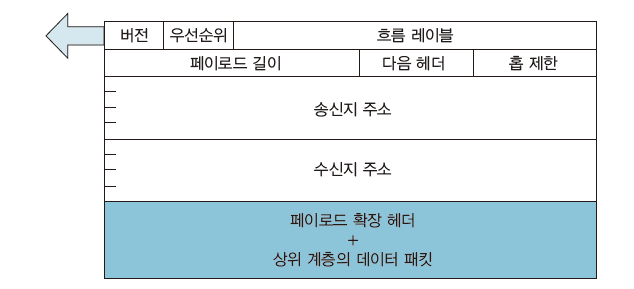 버전 우선순위 흐름 레이블
페이로드 길이 다음 헤더 홉 제한
송신지 주소
수신지 주소
페이로드 확장 헤더
+
상위 계층의 데이터 패킷